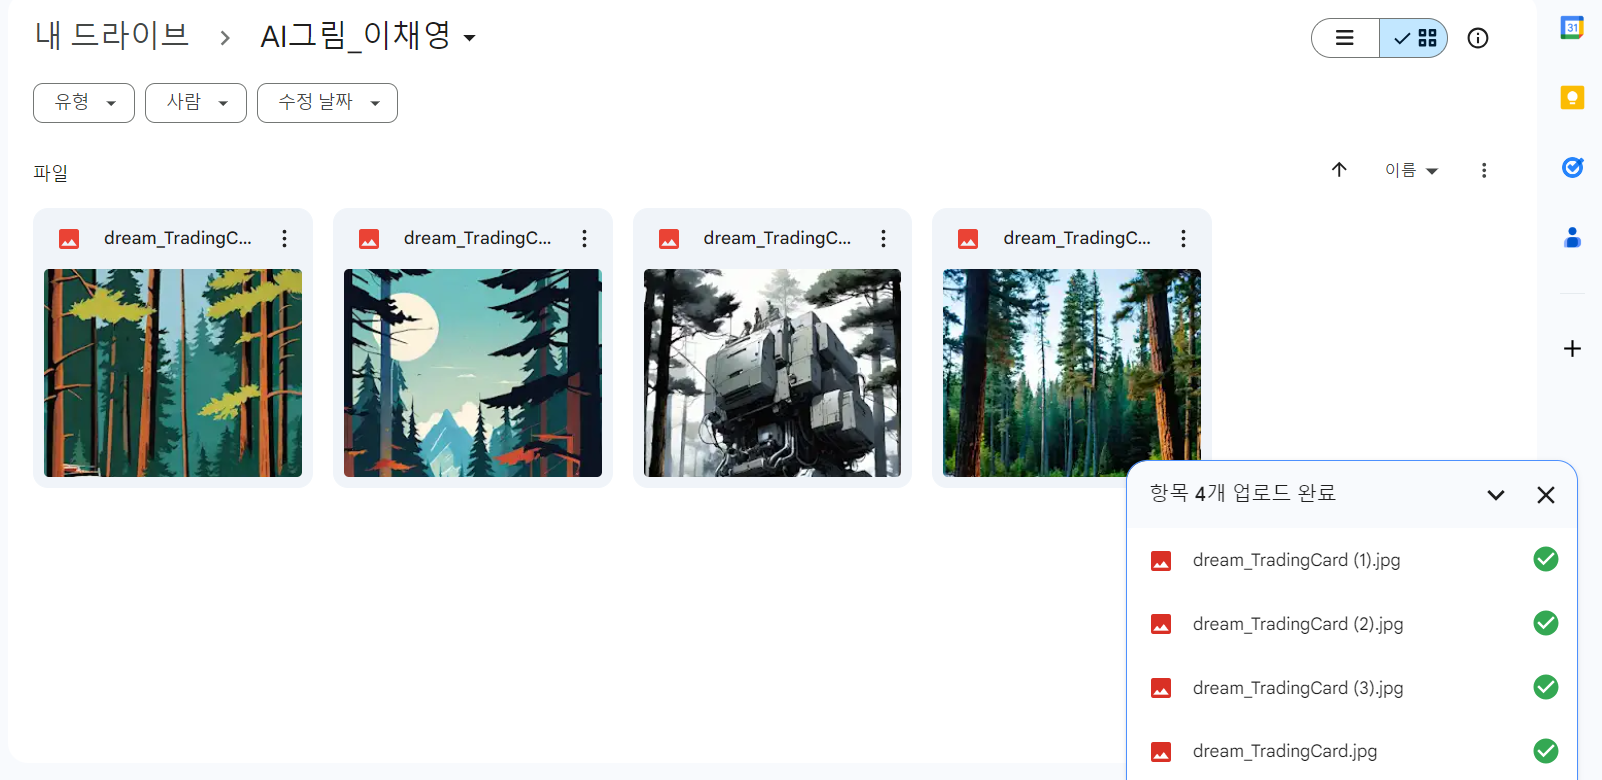 내 드라이브 > AI그림_이채영
유형 사람 수정 날짜
파일 이름
dream_TradingC... dream_TradingC... dream_TradingC... dream_TradingC...
31
항목 4개 업로드 완료
dream_TradingCard (1).jpg
dream_TradingCard (2).jpg
dream_TradingCard (3).jpg
dream_TradingCard.jpg